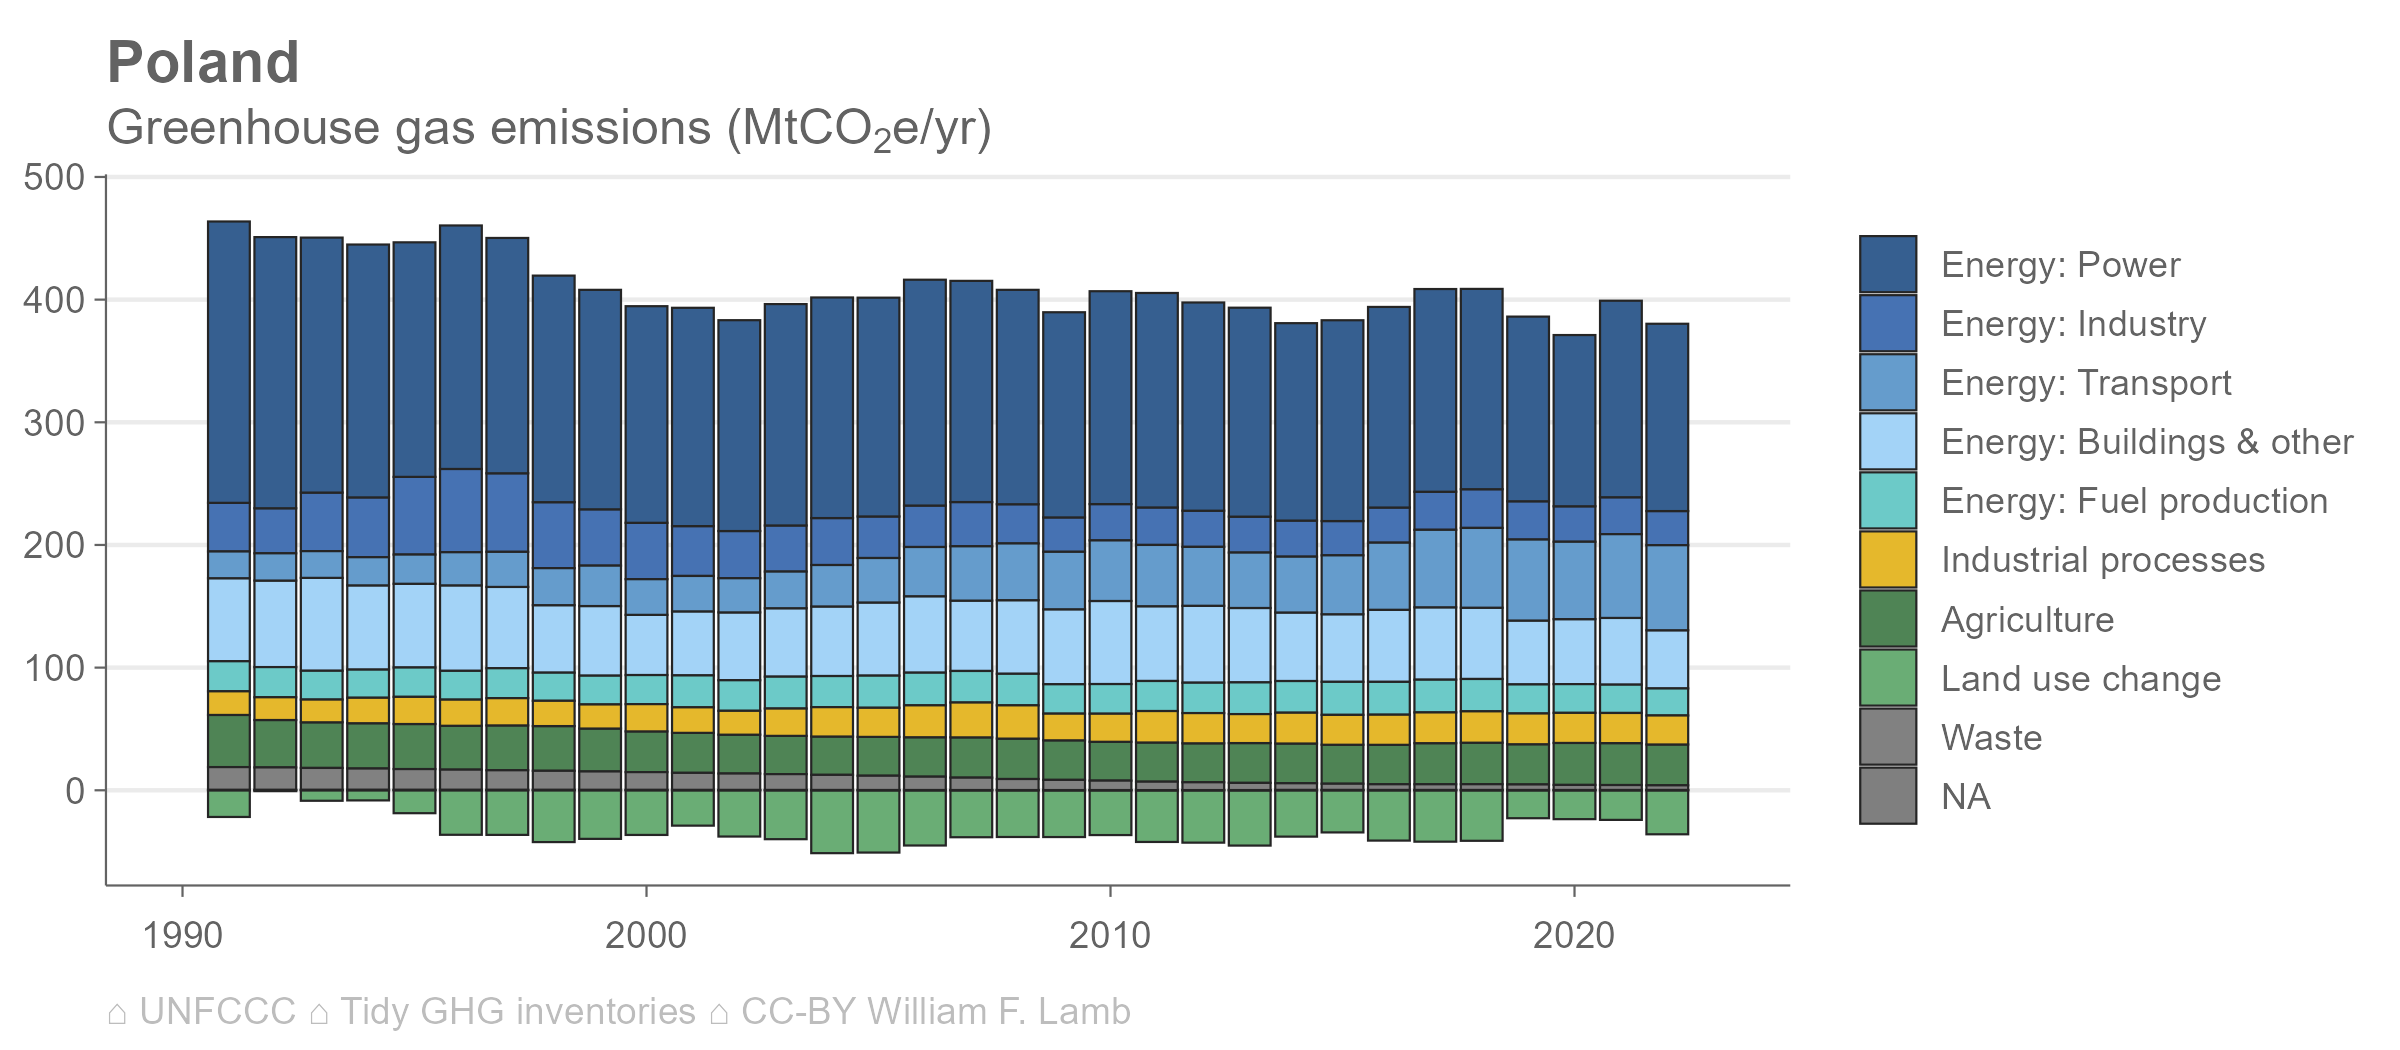 Poland
Greenhouse gas emissions (MtCO₂e/yr)
500
400
300
200
100
0
1990 2000 2010 2020
Energy: Power
Energy: Industry
Energy: Transport
Energy: Buildings & other
Energy: Fuel production
Industrial processes
Agriculture
Land use change
Waste
NA
⌂ UNFCCC ⌂ Tidy GHG inventories ⌂ CC-BY William F. Lamb